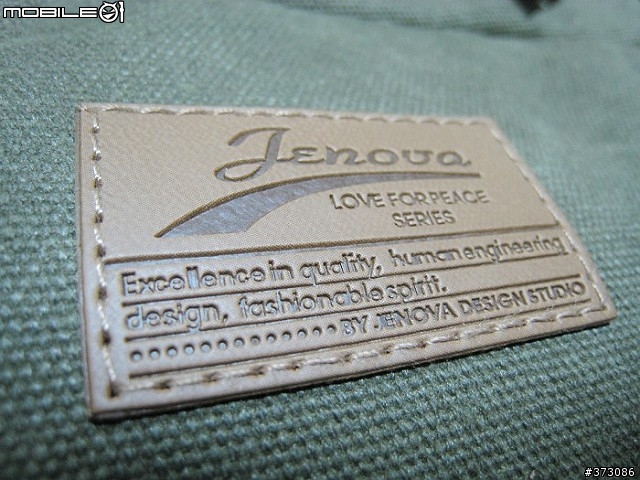 MOBILE01
Jenova
LOVE FOR PEACE
SERIES
Excellence in quality, human engineering
design, fashionable spirit.
BY JENOVA DESIGN STUDIO
#373086